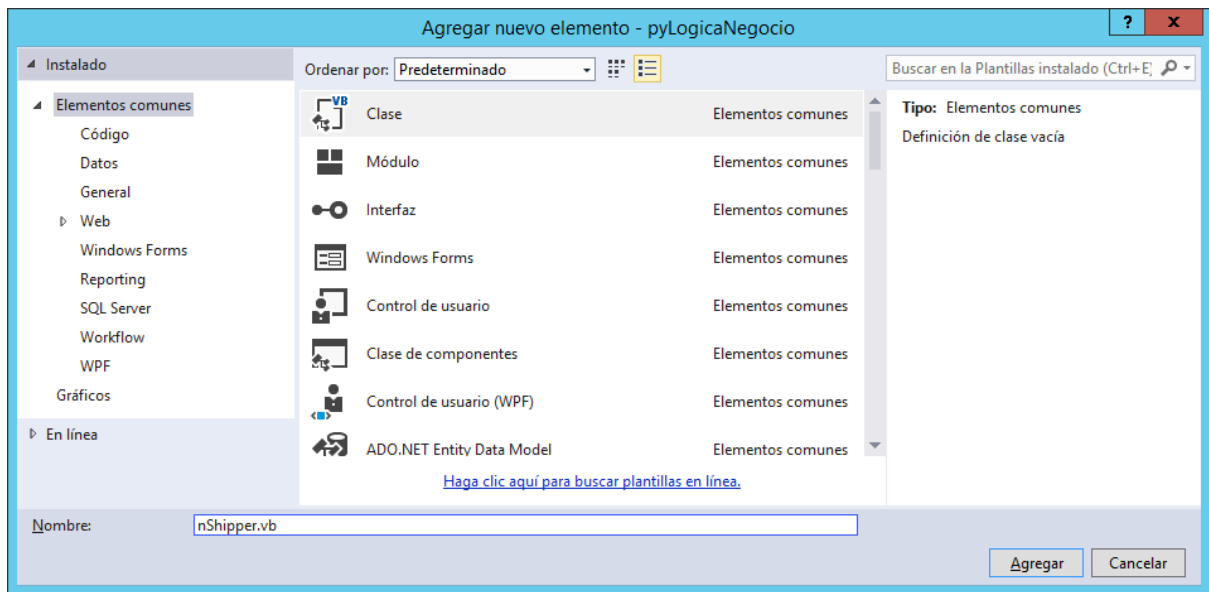 Agregar nuevo elemento - pyLogicaNegocio
?
x
Instalado
Elementos comunes
Código
Datos
General
Web
Windows Forms
Reporting
SQL Server
Workflow
WPF
Gráficos
En línea
Ordenar por: Predeterminado
VB
Clase Elementos comunes
Módulo Elementos comunes
Interfaz Elementos comunes
Windows Forms Elementos comunes
Control de usuario Elementos comunes
Clase de componentes Elementos comunes
Control de usuario (WPF) Elementos comunes
ADO.NET Entity Data Model Elementos comunes
Haga clic aquí para buscar plantillas en línea.
Buscar en la Plantillas instalado (Ctrl+E)
Tipo: Elementos comunes
Definición de clase vacía
Nombre: nShipper.vb
Agregar Cancelar